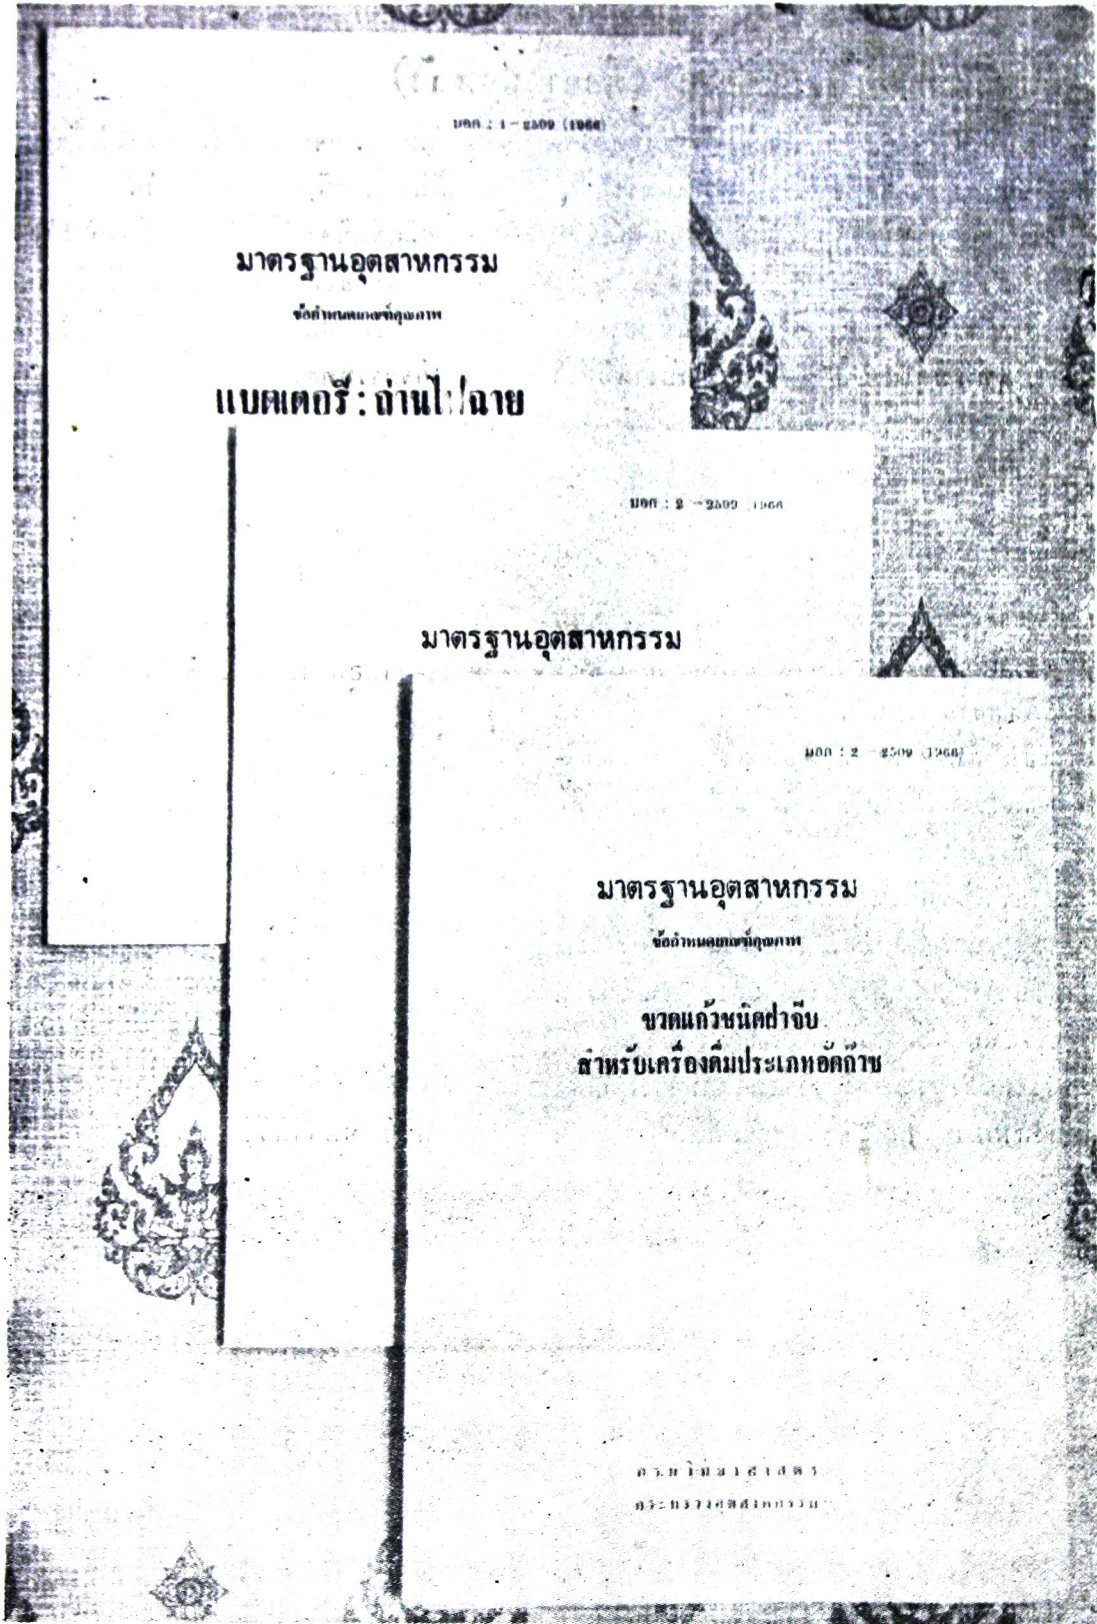 มอก : 1 - 2509 (1966)
มาตรฐานอุตสาหกรรม
ข้อกำหนดเกณฑ์คุณภาพ
แบตเตอรี่ : ถ่านไฟฉาย
มอก : 2 - 2509 (1966
มาตรฐานอุตสาหกรรม
มอก : 2 - 2509 (1966)
มาตรฐานอุตสาหกรรม
ข้อกำหนดเกณฑ์คุณภาพ
ขวดแก้วชนิดฝาจีบ
สำหรับเครื่องดื่มประเภทอัดก๊าซ
กรมวิทยาศาสตร์
กระทรวงอุตสาหกรรม